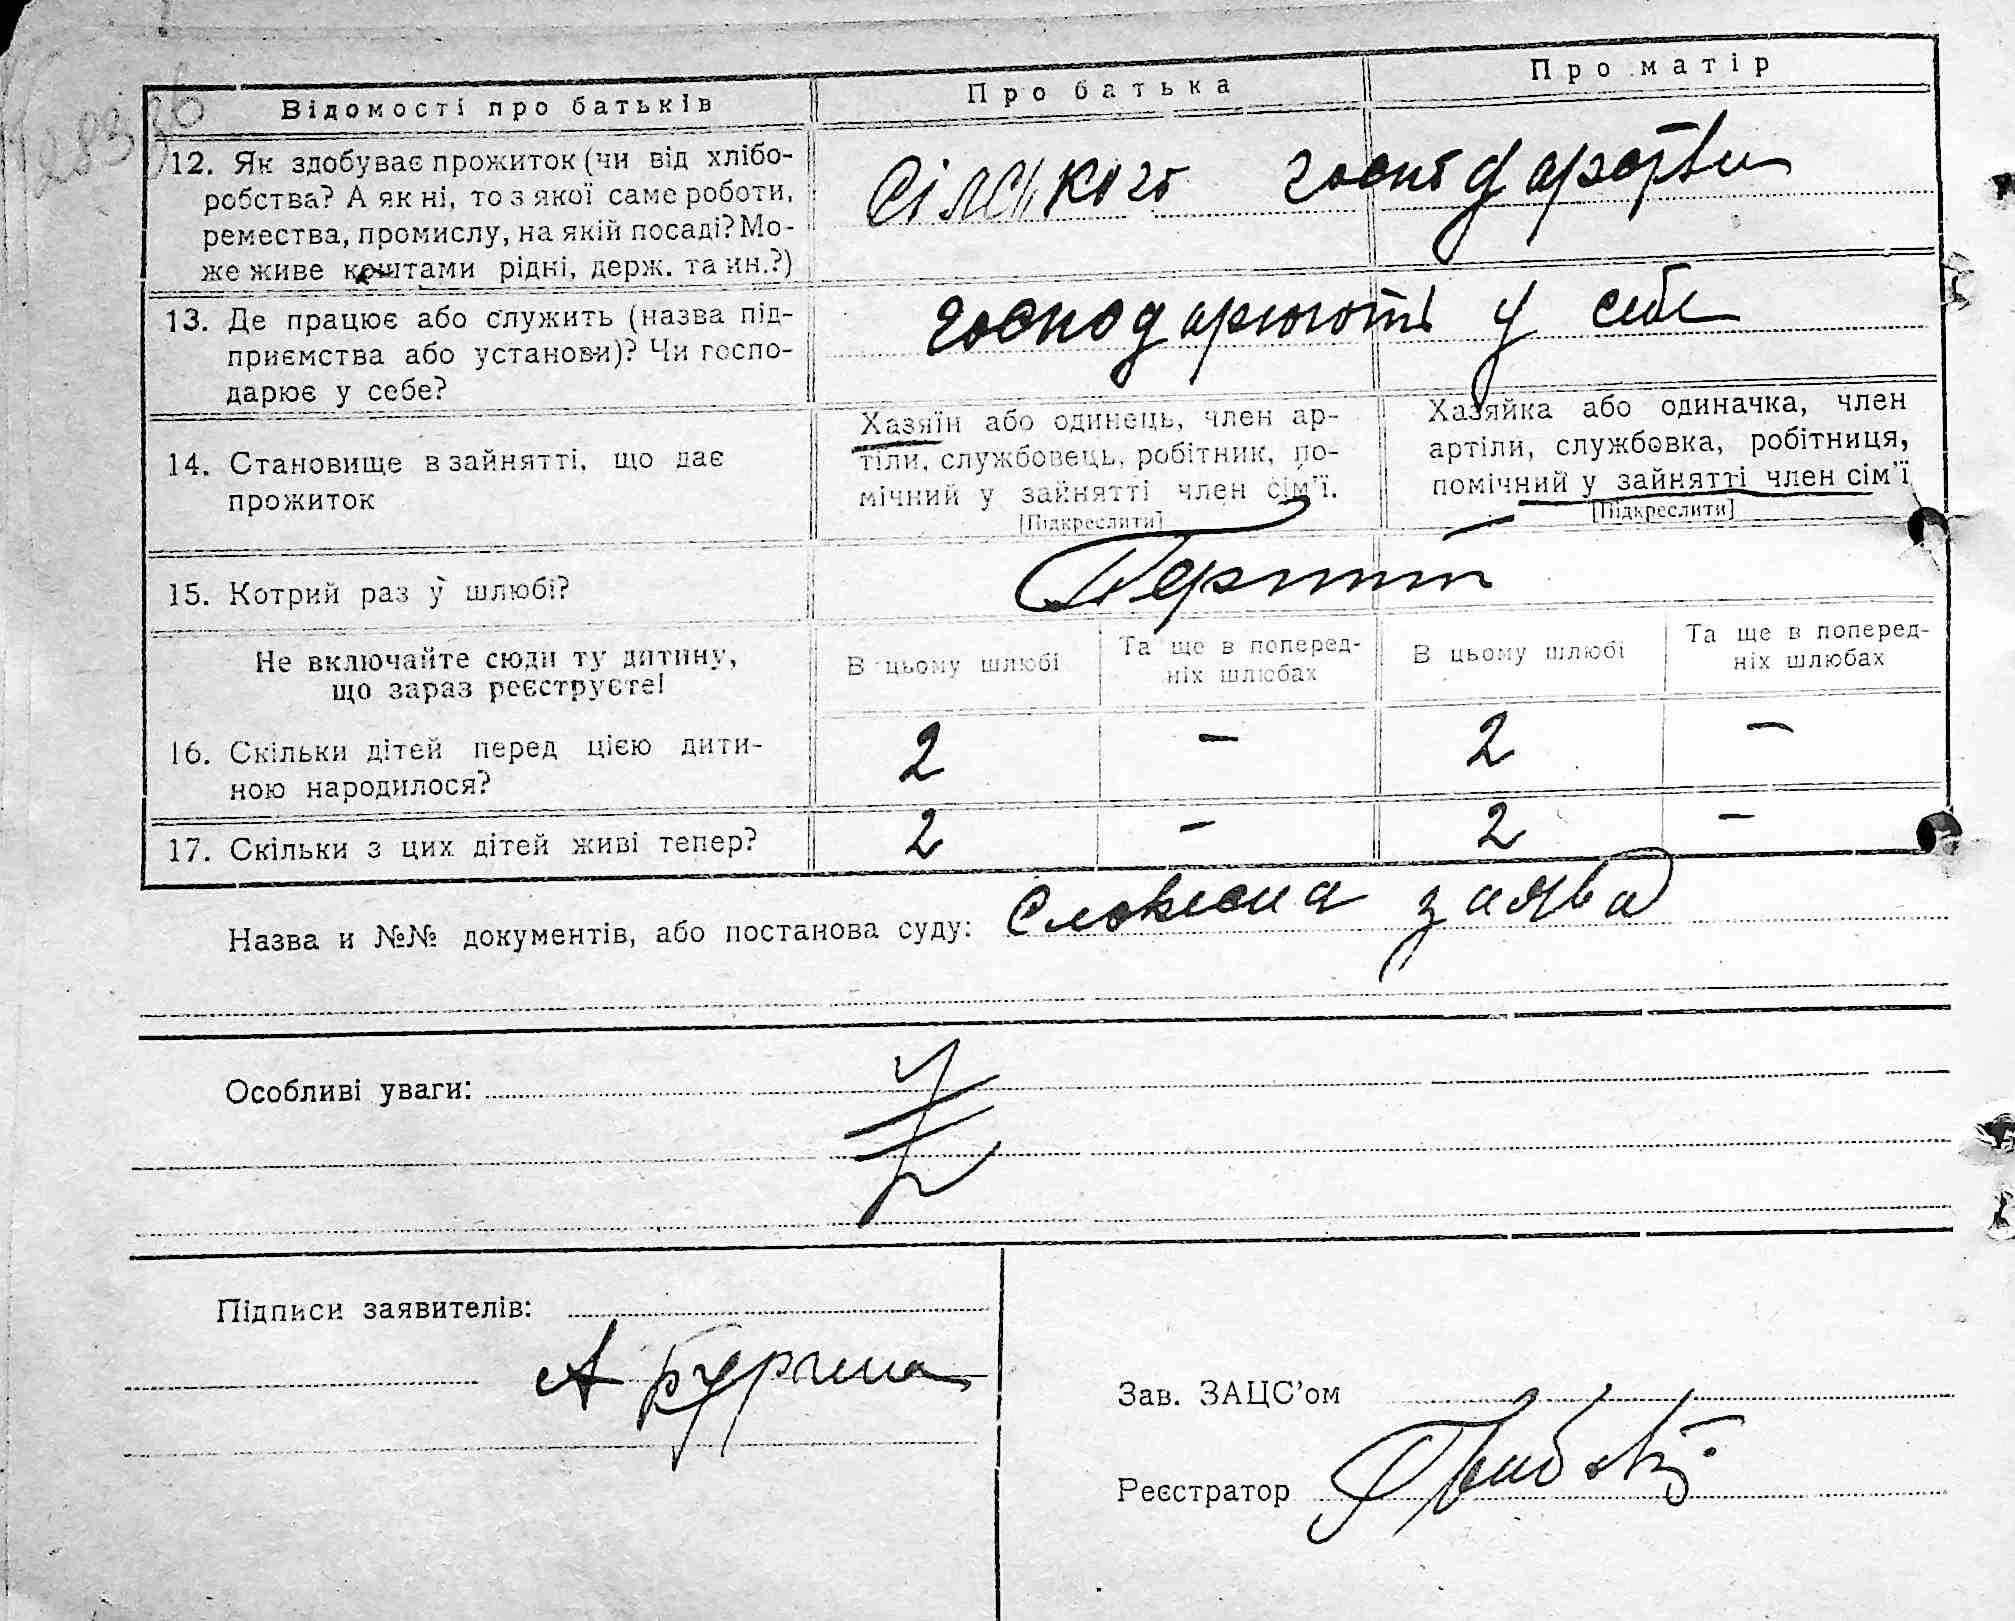 Відомості про батьків
Про батька
Про матір
12. Як здобуває прожиток (чи від хлібо-
робства? А як ні, то з якої саме роботи,
ремества, промислу, на якій посаді? Мо-
же живе коштами рідні, держ. та ин.?)
сільського господарства
13. Де працює або служить (назва під-
приємства або установи)? Чи госпо-
дарює у себе?
господарюють у себе
14. Становище в зайнятті, що дає
прожиток
Хазяїн або одинець, член ар-
тіли, службовець, робітник, по-
мічний у зайнятті член сім'ї.
[Підкреслити]
Хазяйка або одиначка, член
артіли, службовка, робітниця,
помічний у зайнятті член сім'ї
[Підкреслити]
15. Котрий раз у шлюбі?
Перший
Не включайте сюди ту дитину,
що зараз реєструєте!
В цьому шлюбі
Та ще в поперед-
ніх шлюбах
В цьому шлюбі
Та ще в поперед-
ніх шлюбах
16. Скільки дітей перед цією дити-
ною народилося?
2 – 2 –
17. Скільки з цих дітей живі тепер?
2 – 2 –
Назва и №№ документів, або постанова суду: Словесна заява
Особливі уваги:
Підписи заявителів:
А
Зав. ЗАЦС'ом
Реєстратор